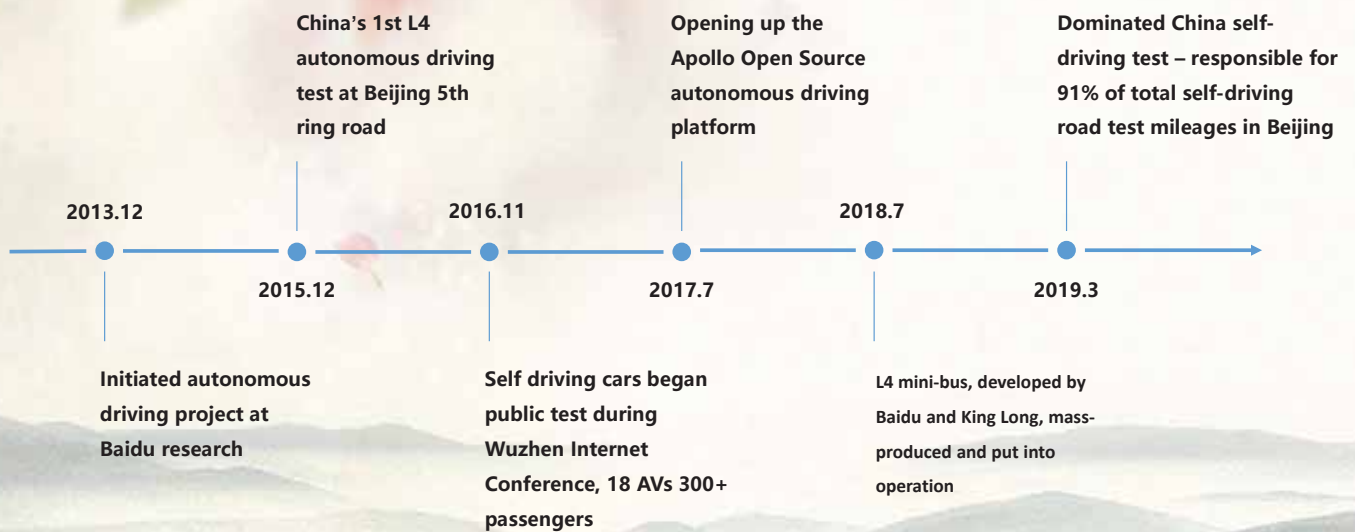 China's 1st L4
autonomous driving
test at Beijing 5th
ring road
Opening up the
Apollo Open Source
autonomous driving
platform
Dominated China self-
driving test – responsible for
91% of total self-driving
road test mileages in Beijing
2013.12
2016.11
2018.7
2015.12
2017.7
2019.3
Initiated autonomous
driving project at
Baidu research
Self driving cars began
public test during
Wuzhen Internet
Conference, 18 AVs 300+
passengers
L4 mini-bus, developed by
Baidu and King Long, mass-
produced and put into
operation